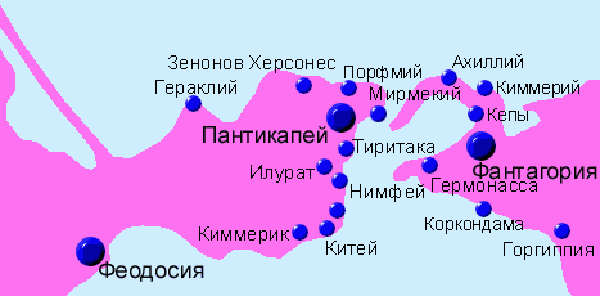 Ахиллий
Зенонов Херсонес
Порфмий
Гераклий
Киммерий
Мирмекий
Кепы
Пантикапей
Тиритака
Илурат
Фантагория
Гермонасса
Нимфей
Коркондама
Киммерик
Китей
Горгиппия
Феодосия